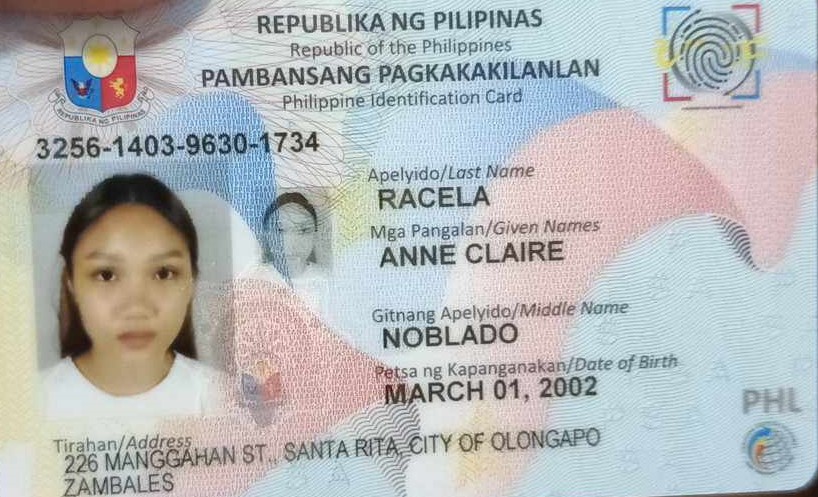 REPUBLIKA NG PILIPINAS
Republic of the Philippines
PAMBANSANG PAGKAKAKILANLAN
Philippine Identification Card
REPUBLIKA NG PILIPINAS
3256-1403-9630-1734
Apelyido/Last Name
RACELA
Mga Pangalan/Given Names
ANNE CLAIRE
Gitnang Apelyido/Middle Name
NOBLADO
Petsa ng Kapanganakan/Date of Birth
MARCH 01, 2002
PHL
Tirahan/Address
226 MANGGAHAN ST., SANTA RITA, CITY OF OLONGAPO
ZAMBALES